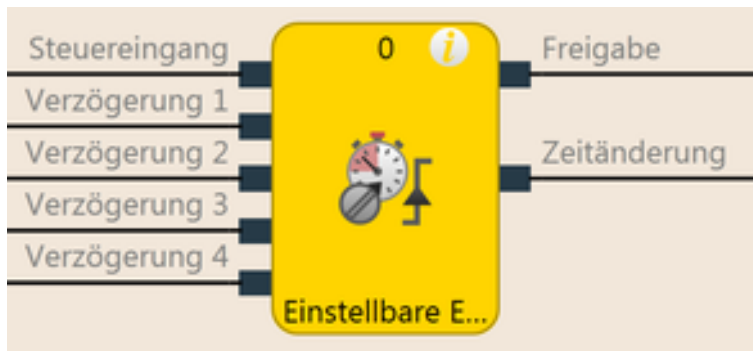 Steuereingang
Verzögerung 1
Verzögerung 2
Verzögerung 3
Verzögerung 4
0
i
Einstellbare E...
Freigabe
Zeitänderung